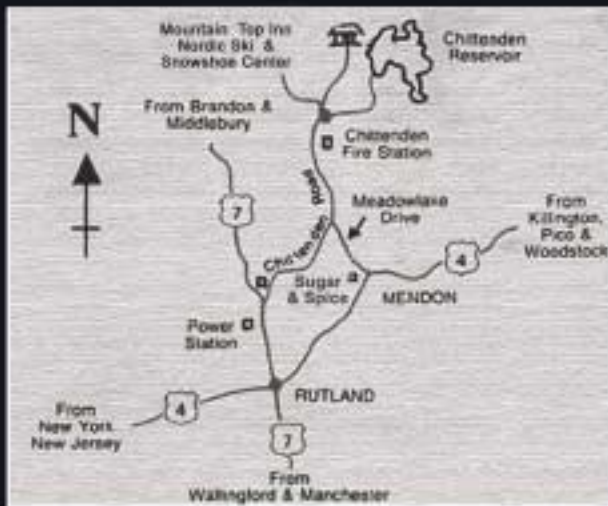 Mountain Top Inn
Nordic Ski &
Snowshoe Center
Chittenden
Reservoir
From Brandon &
Middlebury
N
Chittenden
Fire Station
7
Road
Meadowlake
Drive
From
Killington,
Pico &
Woodstock
4
Chittenden
Sugar
& Spice
MENDON
Power
Station
RUTLAND
4
From
New York
New Jersey
7
From
Wallingford & Manchester